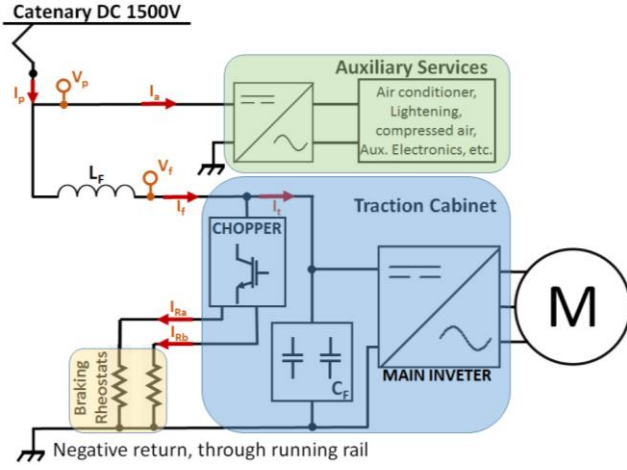 Catenary DC 1500V
Auxiliary Services
Vp
Ip
Ia
Air conditioner,
Lightening,
compressed air,
Aux. Electronics, etc.
LF
Vf
If
It
Traction Cabinet
CHOPPER
IRa
IRb
M
Braking
Rheostats
CF
MAIN INVETER
Negative return, through running rail